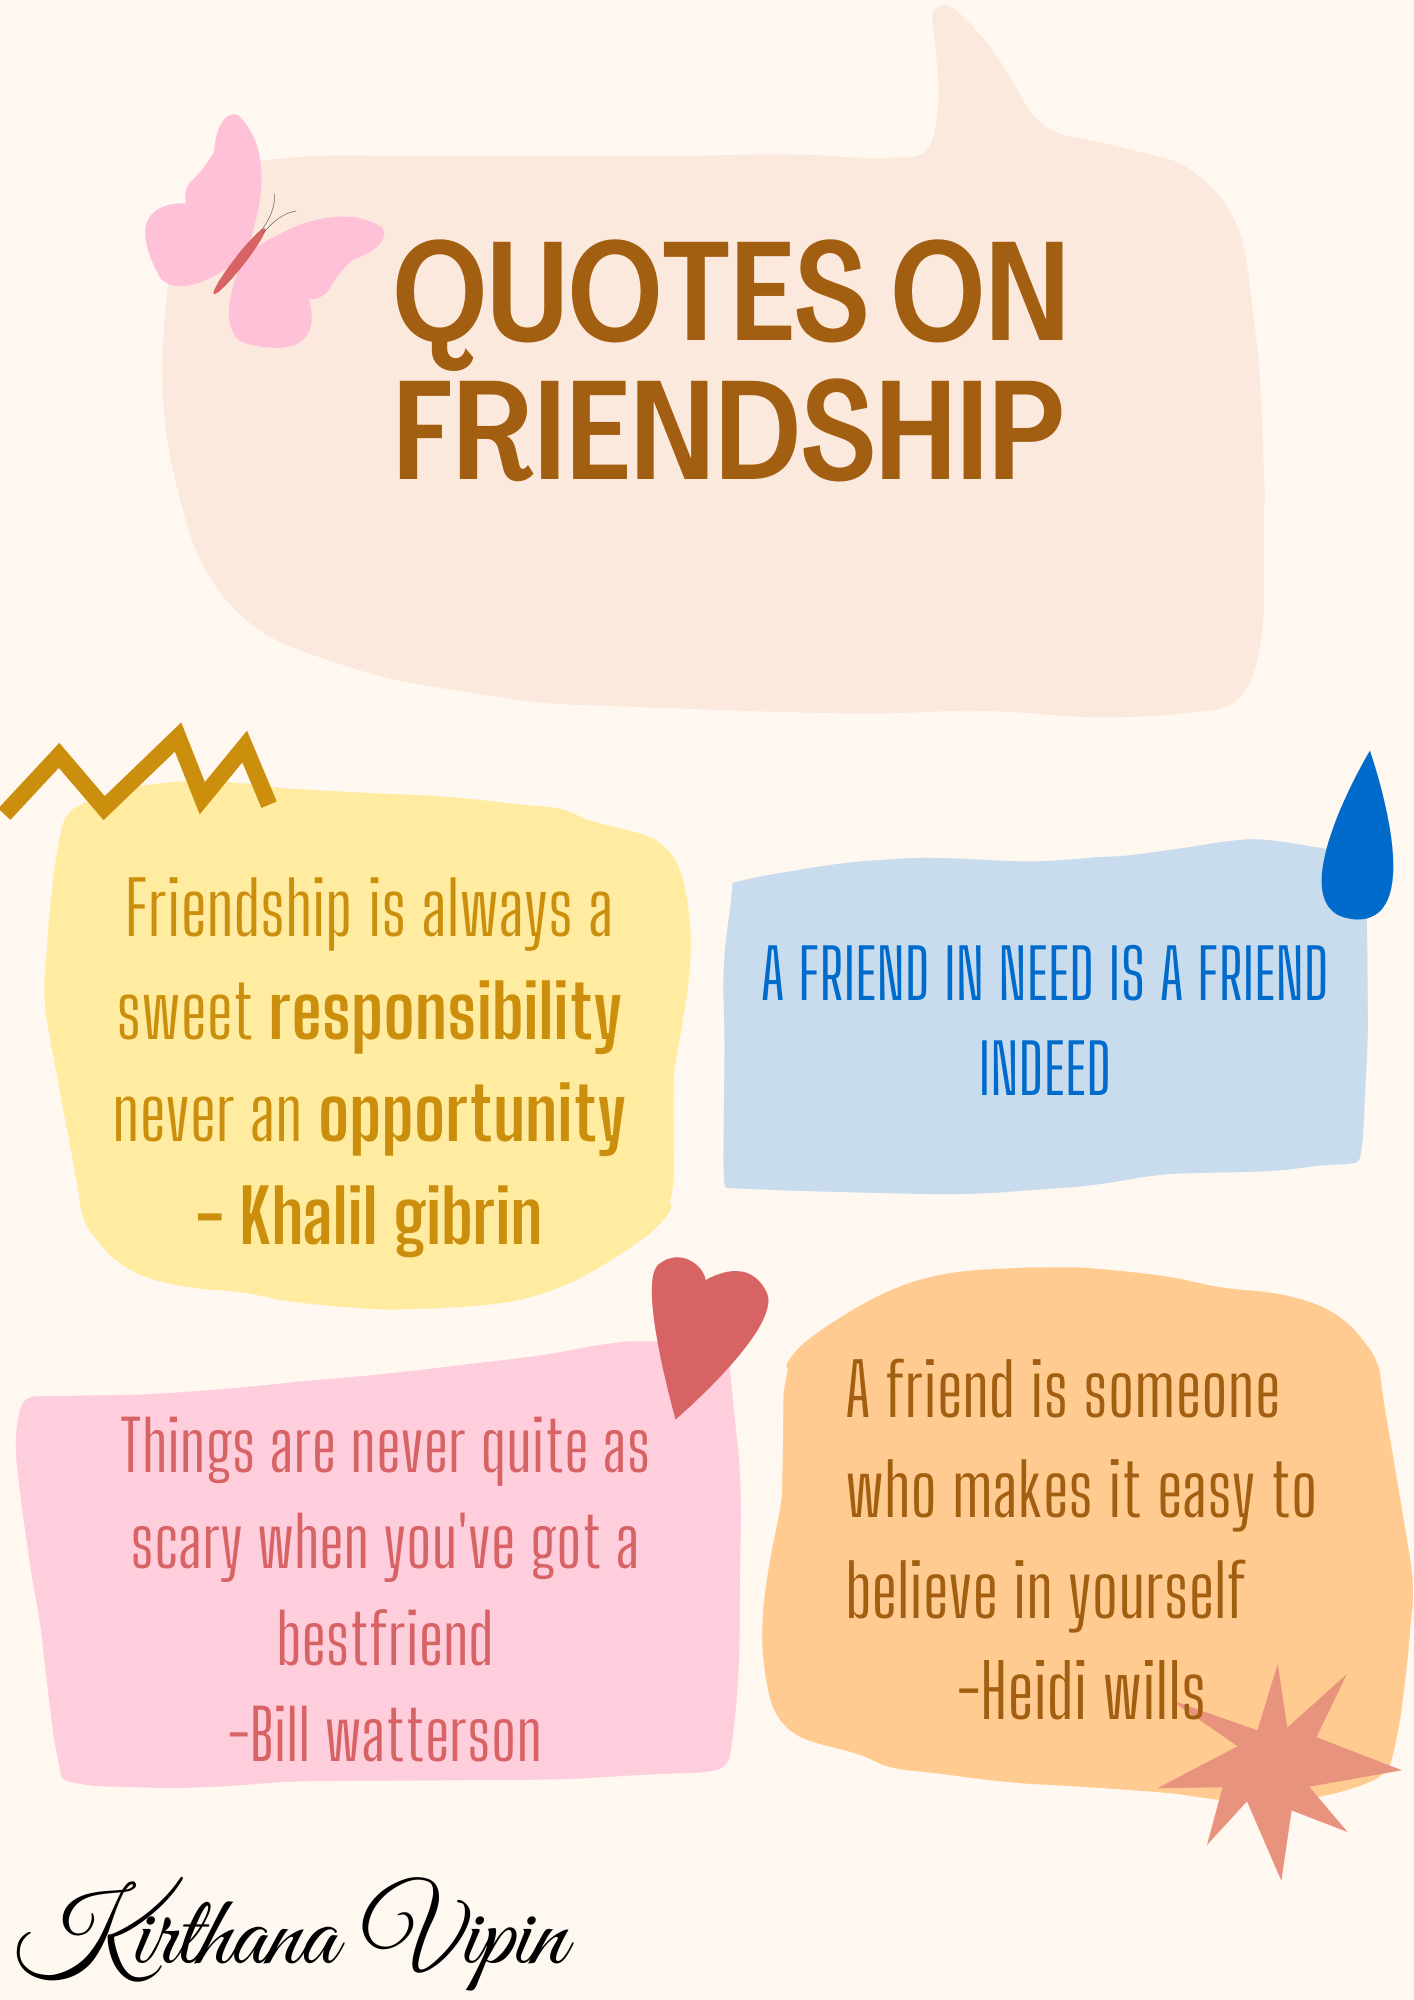 QUOTES ON
FRIENDSHIP
Friendship is always a
sweet responsibility
never an opportunity
- Khalil gibrin
A FRIEND IN NEED IS A FRIEND
INDEED
Things are never quite as
scary when you've got a
bestfriend
-Bill watterson
A friend is someone
who makes it easy to
believe in yourself
-Heidi wills
Kirthana Vipin